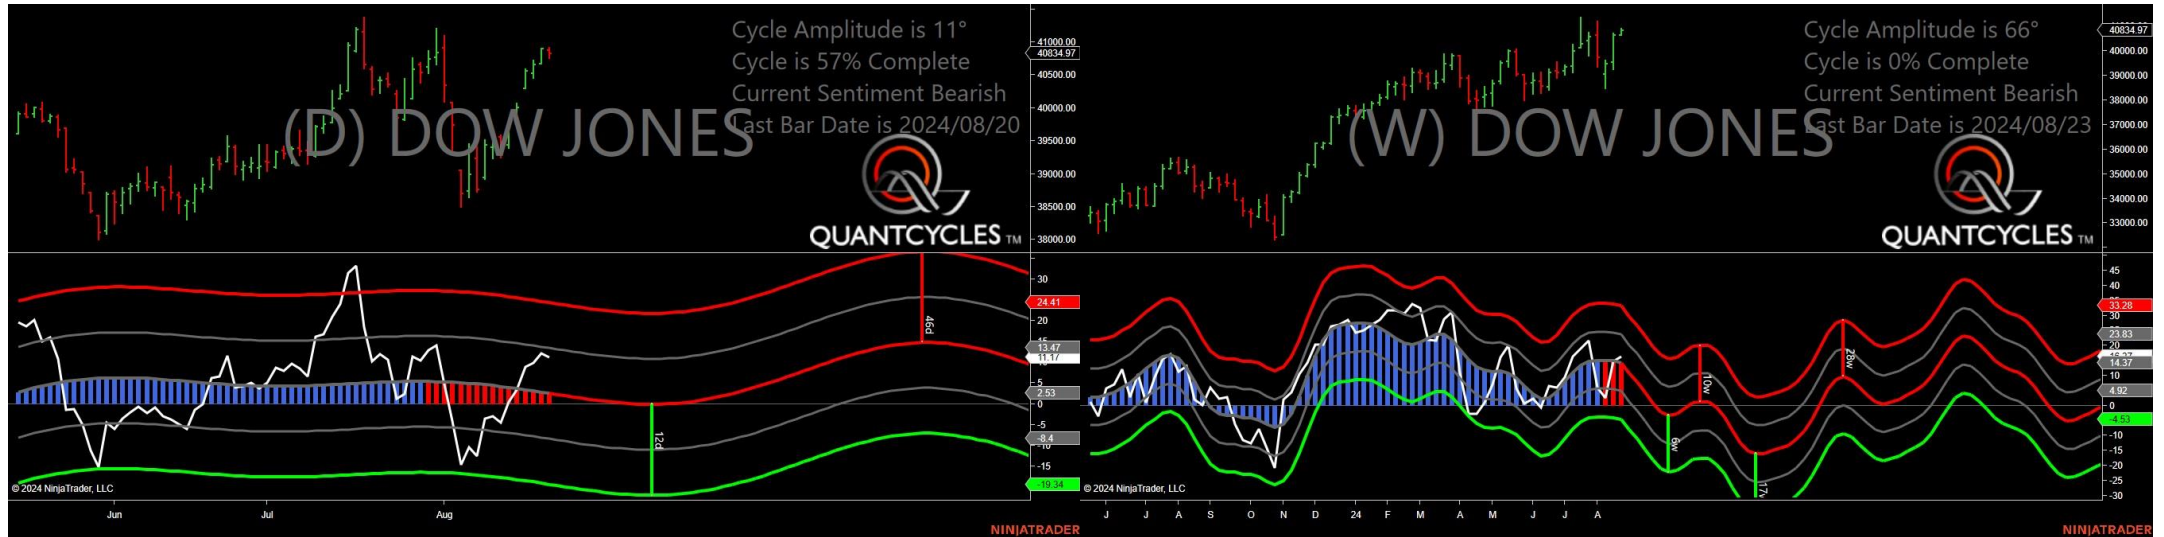 Cycle Amplitude is 11°
Cycle is 57% Complete
Current Sentiment Bearish
Last Bar Date is 2024/08/20
(D) DOW JONES
QUANTCYCLES TM
41000.00
40834.97
40500.00
40000.00
39500.00
39000.00
38500.00
38000.00
30
24.41
20
13.47
11.17
5
2.53
0
-5
-8.4
-10
-15
-19.34
46d
12d
© 2024 NinjaTrader, LLC
Jun Jul Aug
NINJATRADER
Cycle Amplitude is 66°
Cycle is 0% Complete
Current Sentiment Bearish
Last Bar Date is 2024/08/23
(W) DOW JONES
QUANTCYCLES TM
40834.97
40000.00
39000.00
38000.00
37000.00
36000.00
35000.00
34000.00
33000.00
45
40
33.28
30
23.83
20
14.37
10
4.92
0
-4.53
-10
-15
-20
-25
-30
10w
28w
6w
© 2024 NinjaTrader, LLC
J J A S O N D 24 F M A M J J A
NINJATRADER